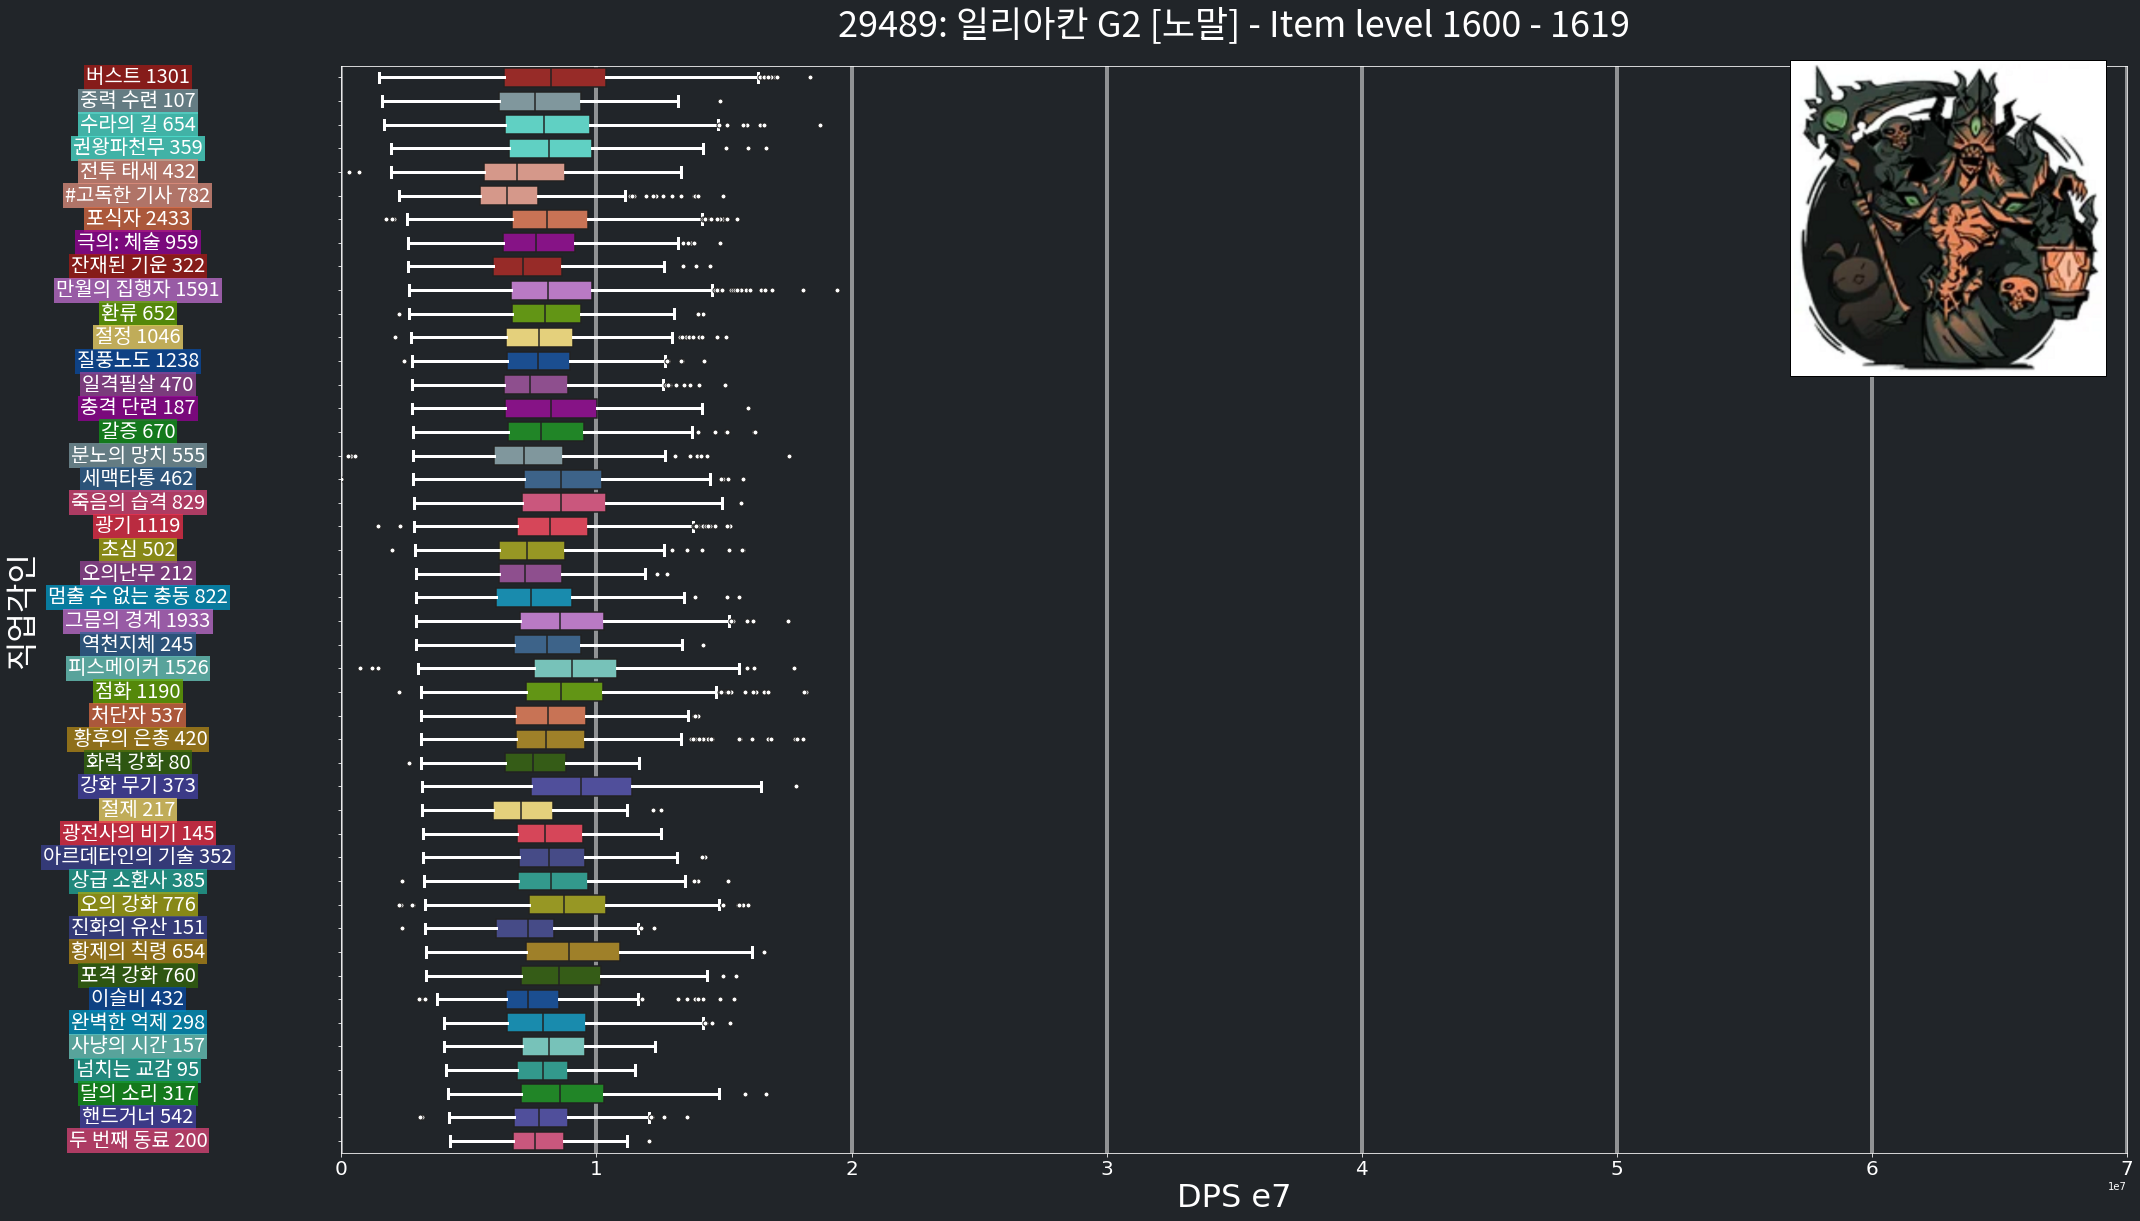 29489: 일리아칸 G2 [노말] - Item level 1600 - 1619
직업각인
버스트 1301
중력 수련 107
수라의 길 654
권왕파천무 359
전투 태세 432
#고독한 기사 782
포식자 2433
극의: 체술 959
잔재된 기운 322
만월의 집행자 1591
환류 652
절정 1046
질풍노도 1238
일격필살 470
충격 단련 187
갈증 670
분노의 망치 555
세맥타통 462
죽음의 습격 829
광기 1119
초심 502
오의난무 212
멈출 수 없는 충동 822
그믐의 경계 1933
역천지체 245
피스메이커 1526
점화 1190
처단자 537
황후의 은총 420
화력 강화 80
강화 무기 373
절제 217
광전사의 비기 145
아르데타인의 기술 352
상급 소환사 385
오의 강화 776
진화의 유산 151
황제의 칙령 654
포격 강화 760
이슬비 432
완벽한 억제 298
사냥의 시간 157
넘치는 교감 95
달의 소리 317
핸드거너 542
두 번째 동료 200
0 1 2 3 4 5 6 7
1e7
DPS e7